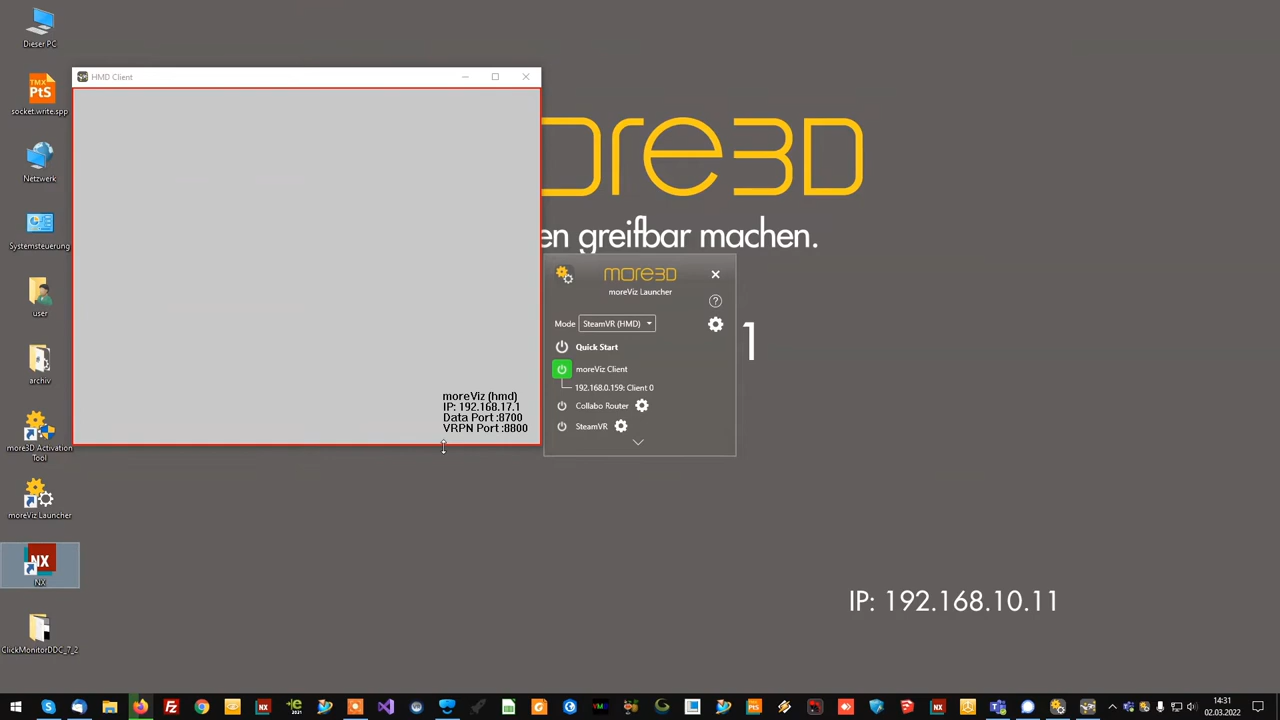 Dieser PC
TMX
PtS
socket.write.spp
Netzwerk
Systemsteuerung
user
archiv
more3D Activation
Tool
moreViz Launcher
NX
NX
ClickMonitorDDC_7_2
HMD Client
moreViz (hmd)
IP: 192.168.17.1
Data Port :8700
VRPN Port :8800
ore3D
en greifbar machen.
more3D
moreViz Launcher
?
Mode
SteamVR (HMD)
Quick Start
moreViz Client
192.168.0.159: Client 0
Collabo Router
SteamVR
1
IP: 192.168.10.11
14:31
02.03.2022